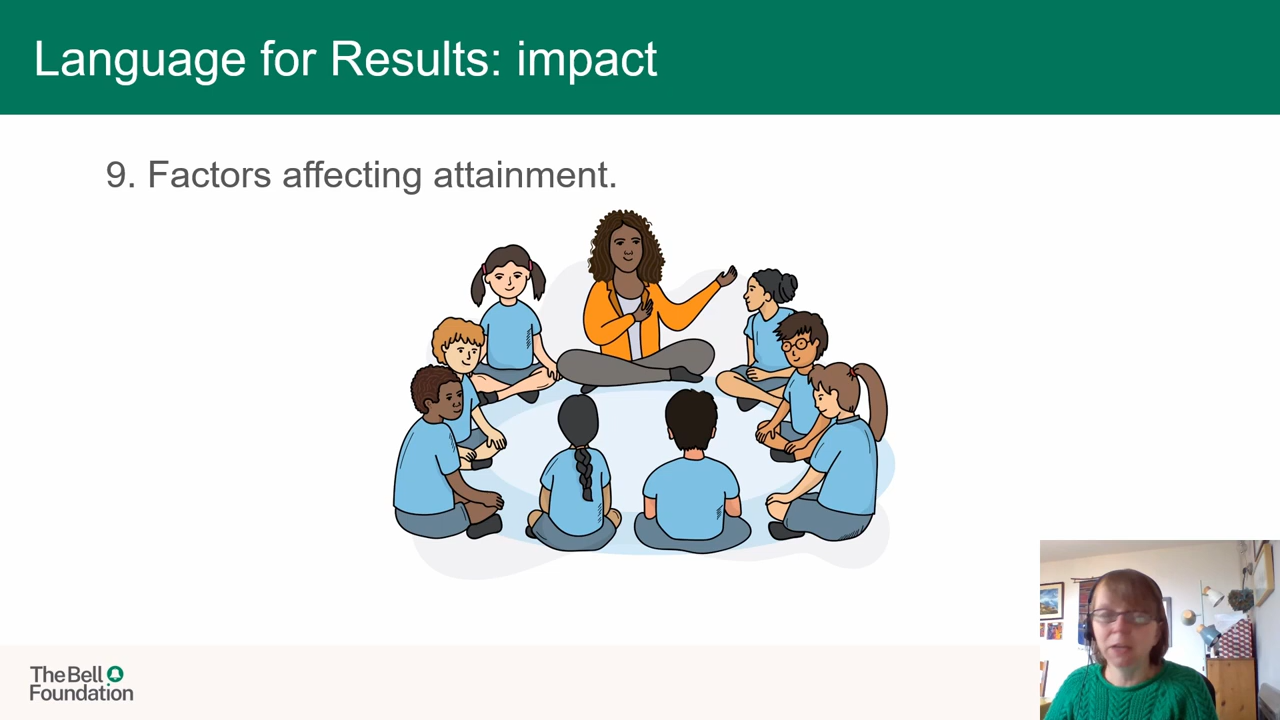 Language for Results: impact
9. Factors affecting attainment.
The Bell
Foundation